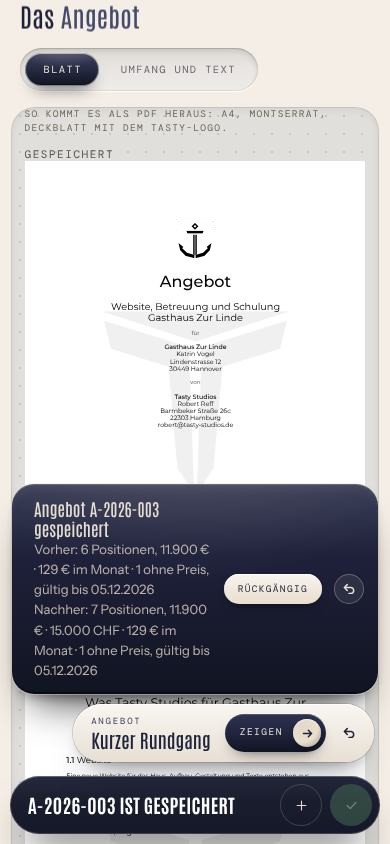 Das Angebot
BLATT
UMFANG UND TEXT
SO KOMMT ES ALS PDF HERAUS: A4, MONTSERRAT,
DECKBLATT MIT DEM TASTY-LOGO.
GESPEICHERT
Angebot
Website, Betreuung und Schulung
Gasthaus Zur Linde
für
Gasthaus Zur Linde
Katrin Vogel
Lindenstrasse 12
30449 Hannover
von
Tasty Studios
Robert Reff
Barmbeker Straße 26c
22303 Hamburg
robert@tasty-studios.de
Angebot A-2026-003
gespeichert
Vorher: 6 Positionen, 11.900 €
· 129 € im Monat · 1 ohne Preis,
gültig bis 05.12.2026
Nachher: 7 Positionen, 11.900
€ · 15.000 CHF · 129 € im
Monat · 1 ohne Preis, gültig bis
05.12.2026
RÜCKGÄNGIG
Was Tasty Studios für Gasthaus Zur
ANGEBOT
Kurzer Rundgang
ZEIGEN
1.1 Website
A-2026-003 IST GESPEICHERT